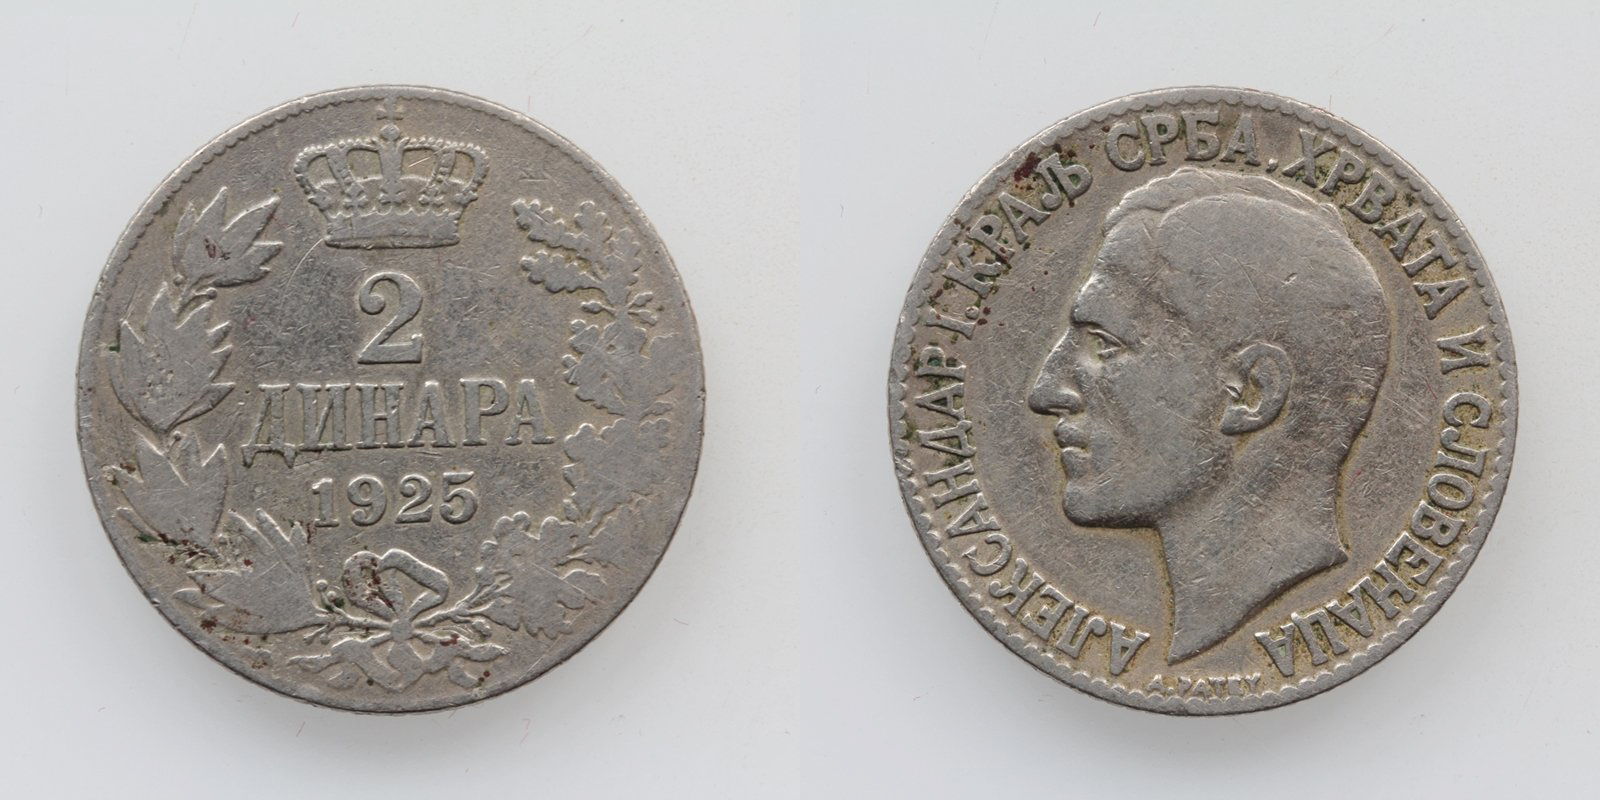 2
ДИНАРА
1925
АЛЕКСАНДАР I. КРАЉ СРБА, ХРВАТА И СЛОВЕНАЦА
A. PATEY